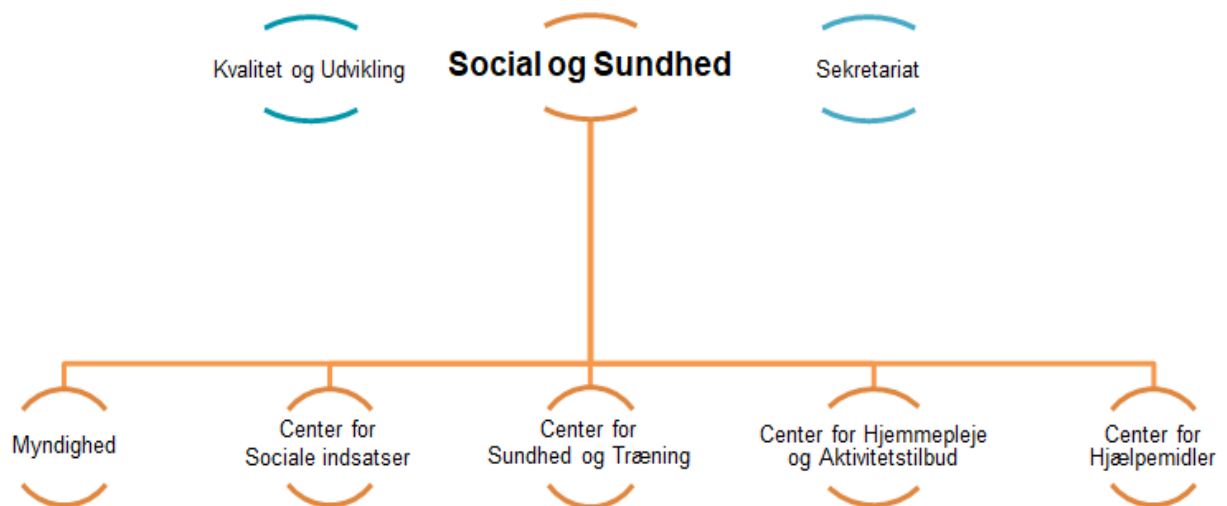 Kvalitet og Udvikling
Social og Sundhed
Sekretariat
Myndighed
Center for
Sociale indsatser
Center for
Sundhed og Træning
Center for Hjemmepleje
og Aktivitetstilbud
Center for
Hjælpemidler